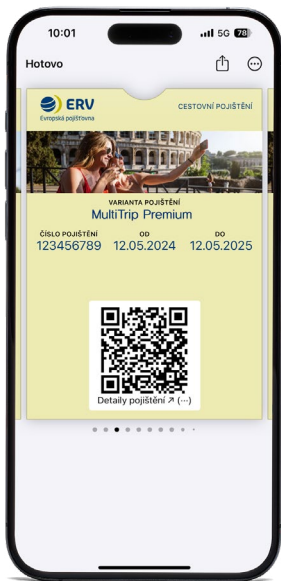 10:01
5G 78
Hotovo
ERV
Evropská pojišťovna
CESTOVNÍ POJIŠTĚNÍ
VARIANTA POJIŠTĚNÍ
MultiTrip Premium
ČÍSLO POJIŠTĚNÍ OD DO
123456789 12.05.2024 12.05.2025
Detaily pojištění ↗ (···)